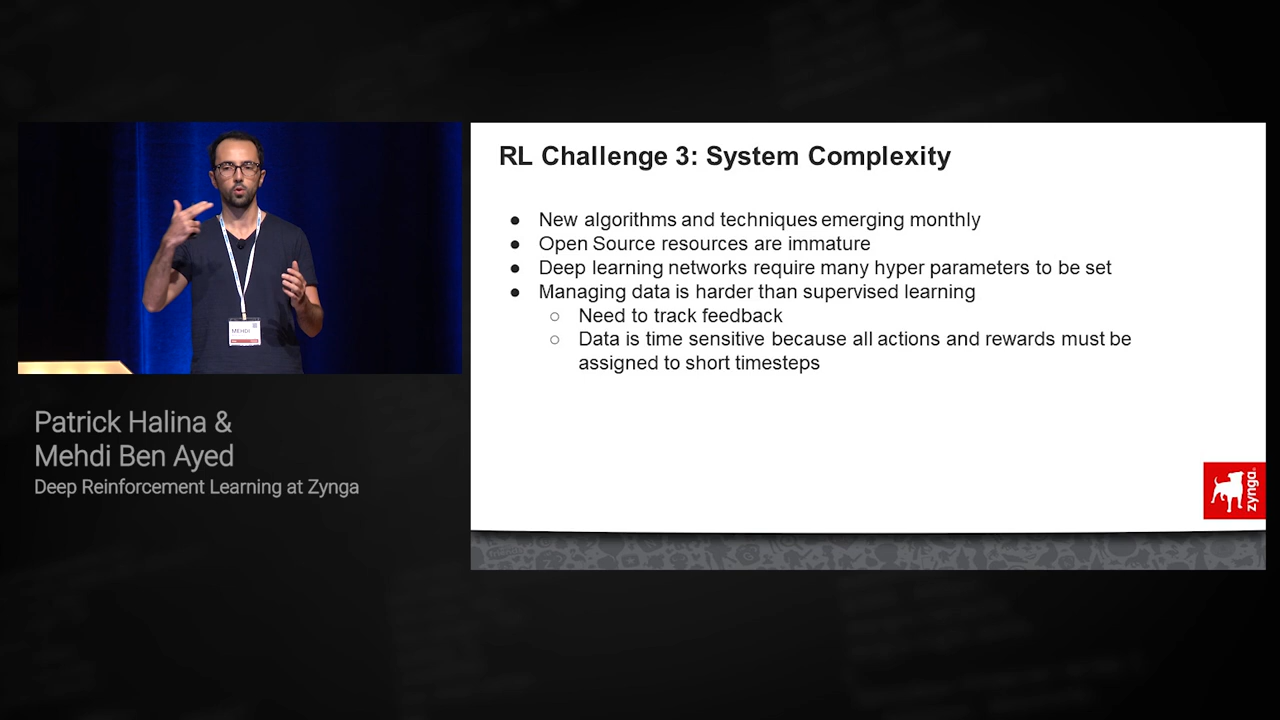 RL Challenge 3: System Complexity
● New algorithms and techniques emerging monthly
● Open Source resources are immature
● Deep learning networks require many hyper parameters to be set
● Managing data is harder than supervised learning
○ Need to track feedback
○ Data is time sensitive because all actions and rewards must be
assigned to short timesteps
zynga
MEHDI
Patrick Halina &
Mehdi Ben Ayed
Deep Reinforcement Learning at Zynga